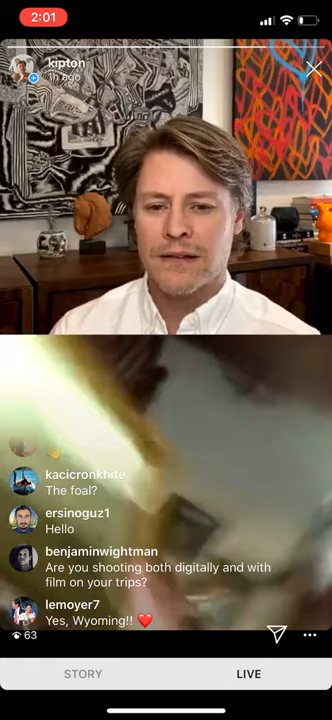 2:01
kipton
1h ago
kacicronkhite
The foal?
ersinoguz1
Hello
benjaminwightman
Are you shooting both digitally and with
film on your trips?
lemoyer7
Yes, Wyoming!! ❤️
63
STORY
LIVE